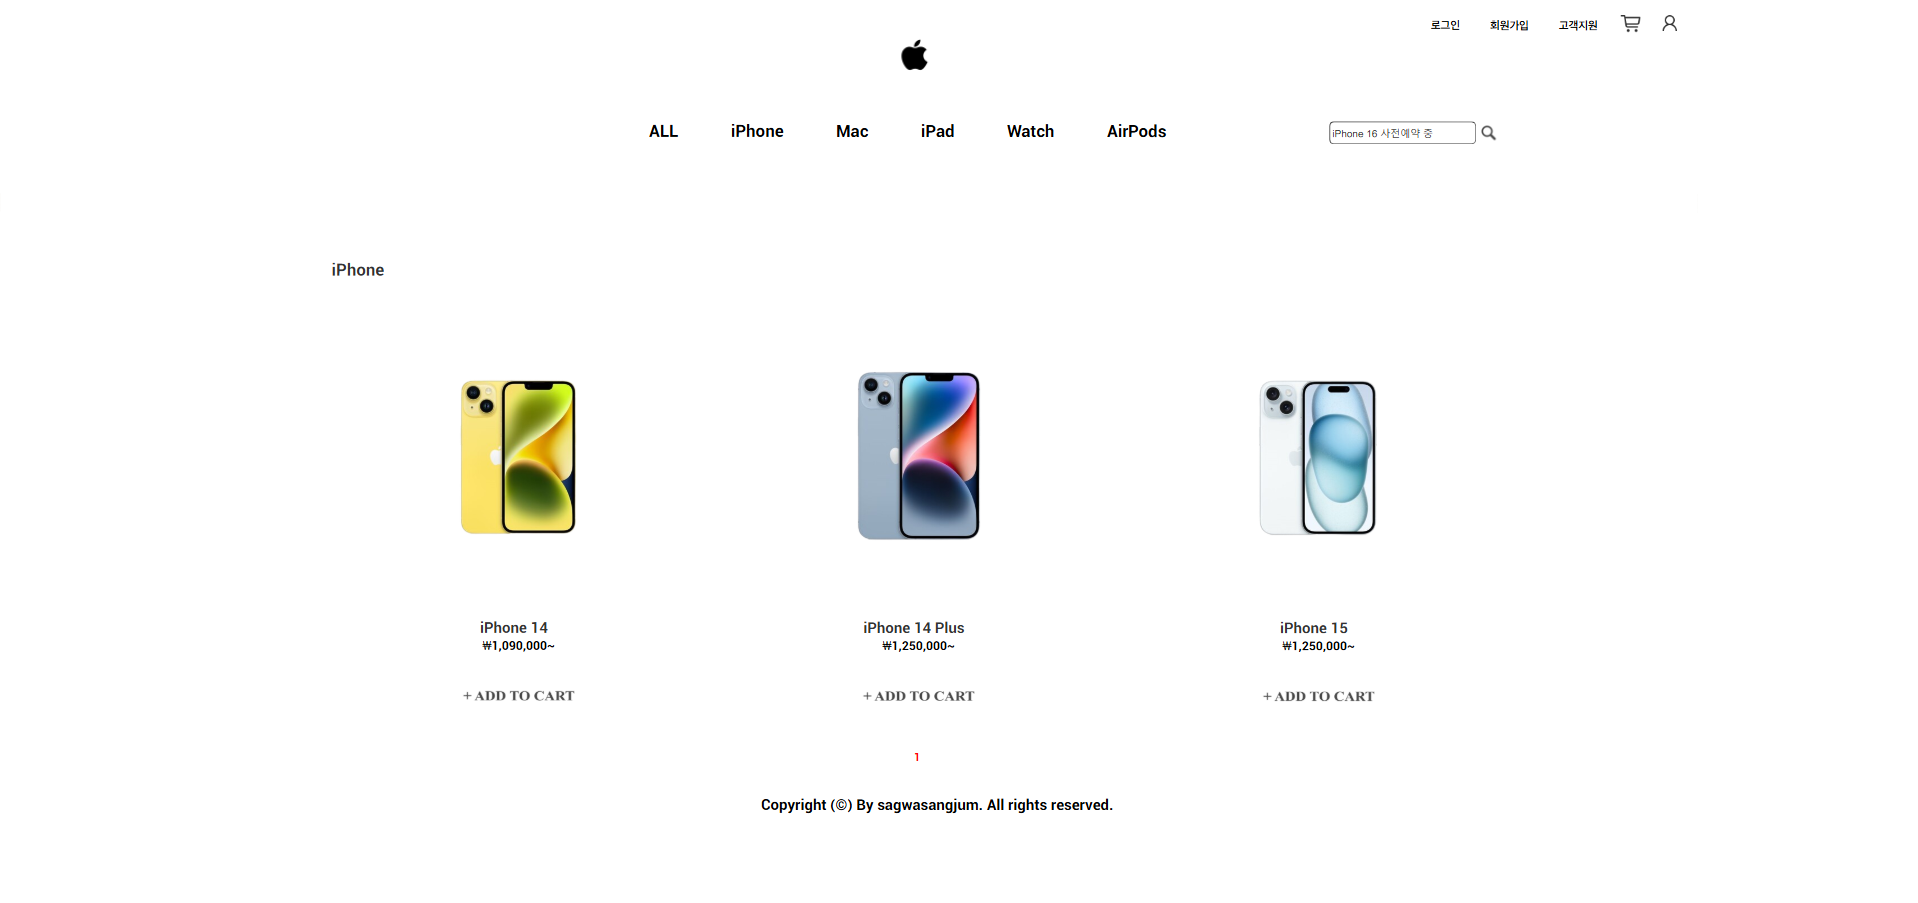 로그인 회원가입 고객지원
ALL iPhone Mac iPad Watch AirPods
iPhone 16 사전예약 중
iPhone
iPhone 14
₩1,090,000~
+ ADD TO CART
iPhone 14 Plus
₩1,250,000~
+ ADD TO CART
iPhone 15
₩1,250,000~
+ ADD TO CART
1
Copyright (©) By sagwasangjum. All rights reserved.